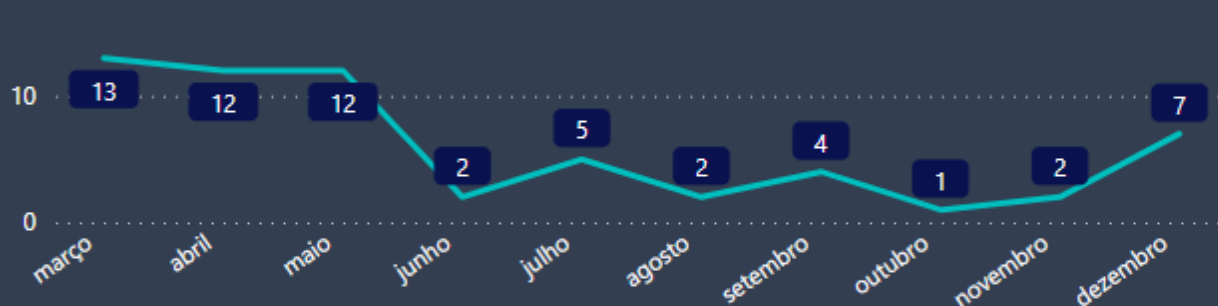 10
0
13
12
12
2
5
2
4
1
2
7
março
abril
maio
junho
julho
agosto
setembro
outubro
novembro
dezembro